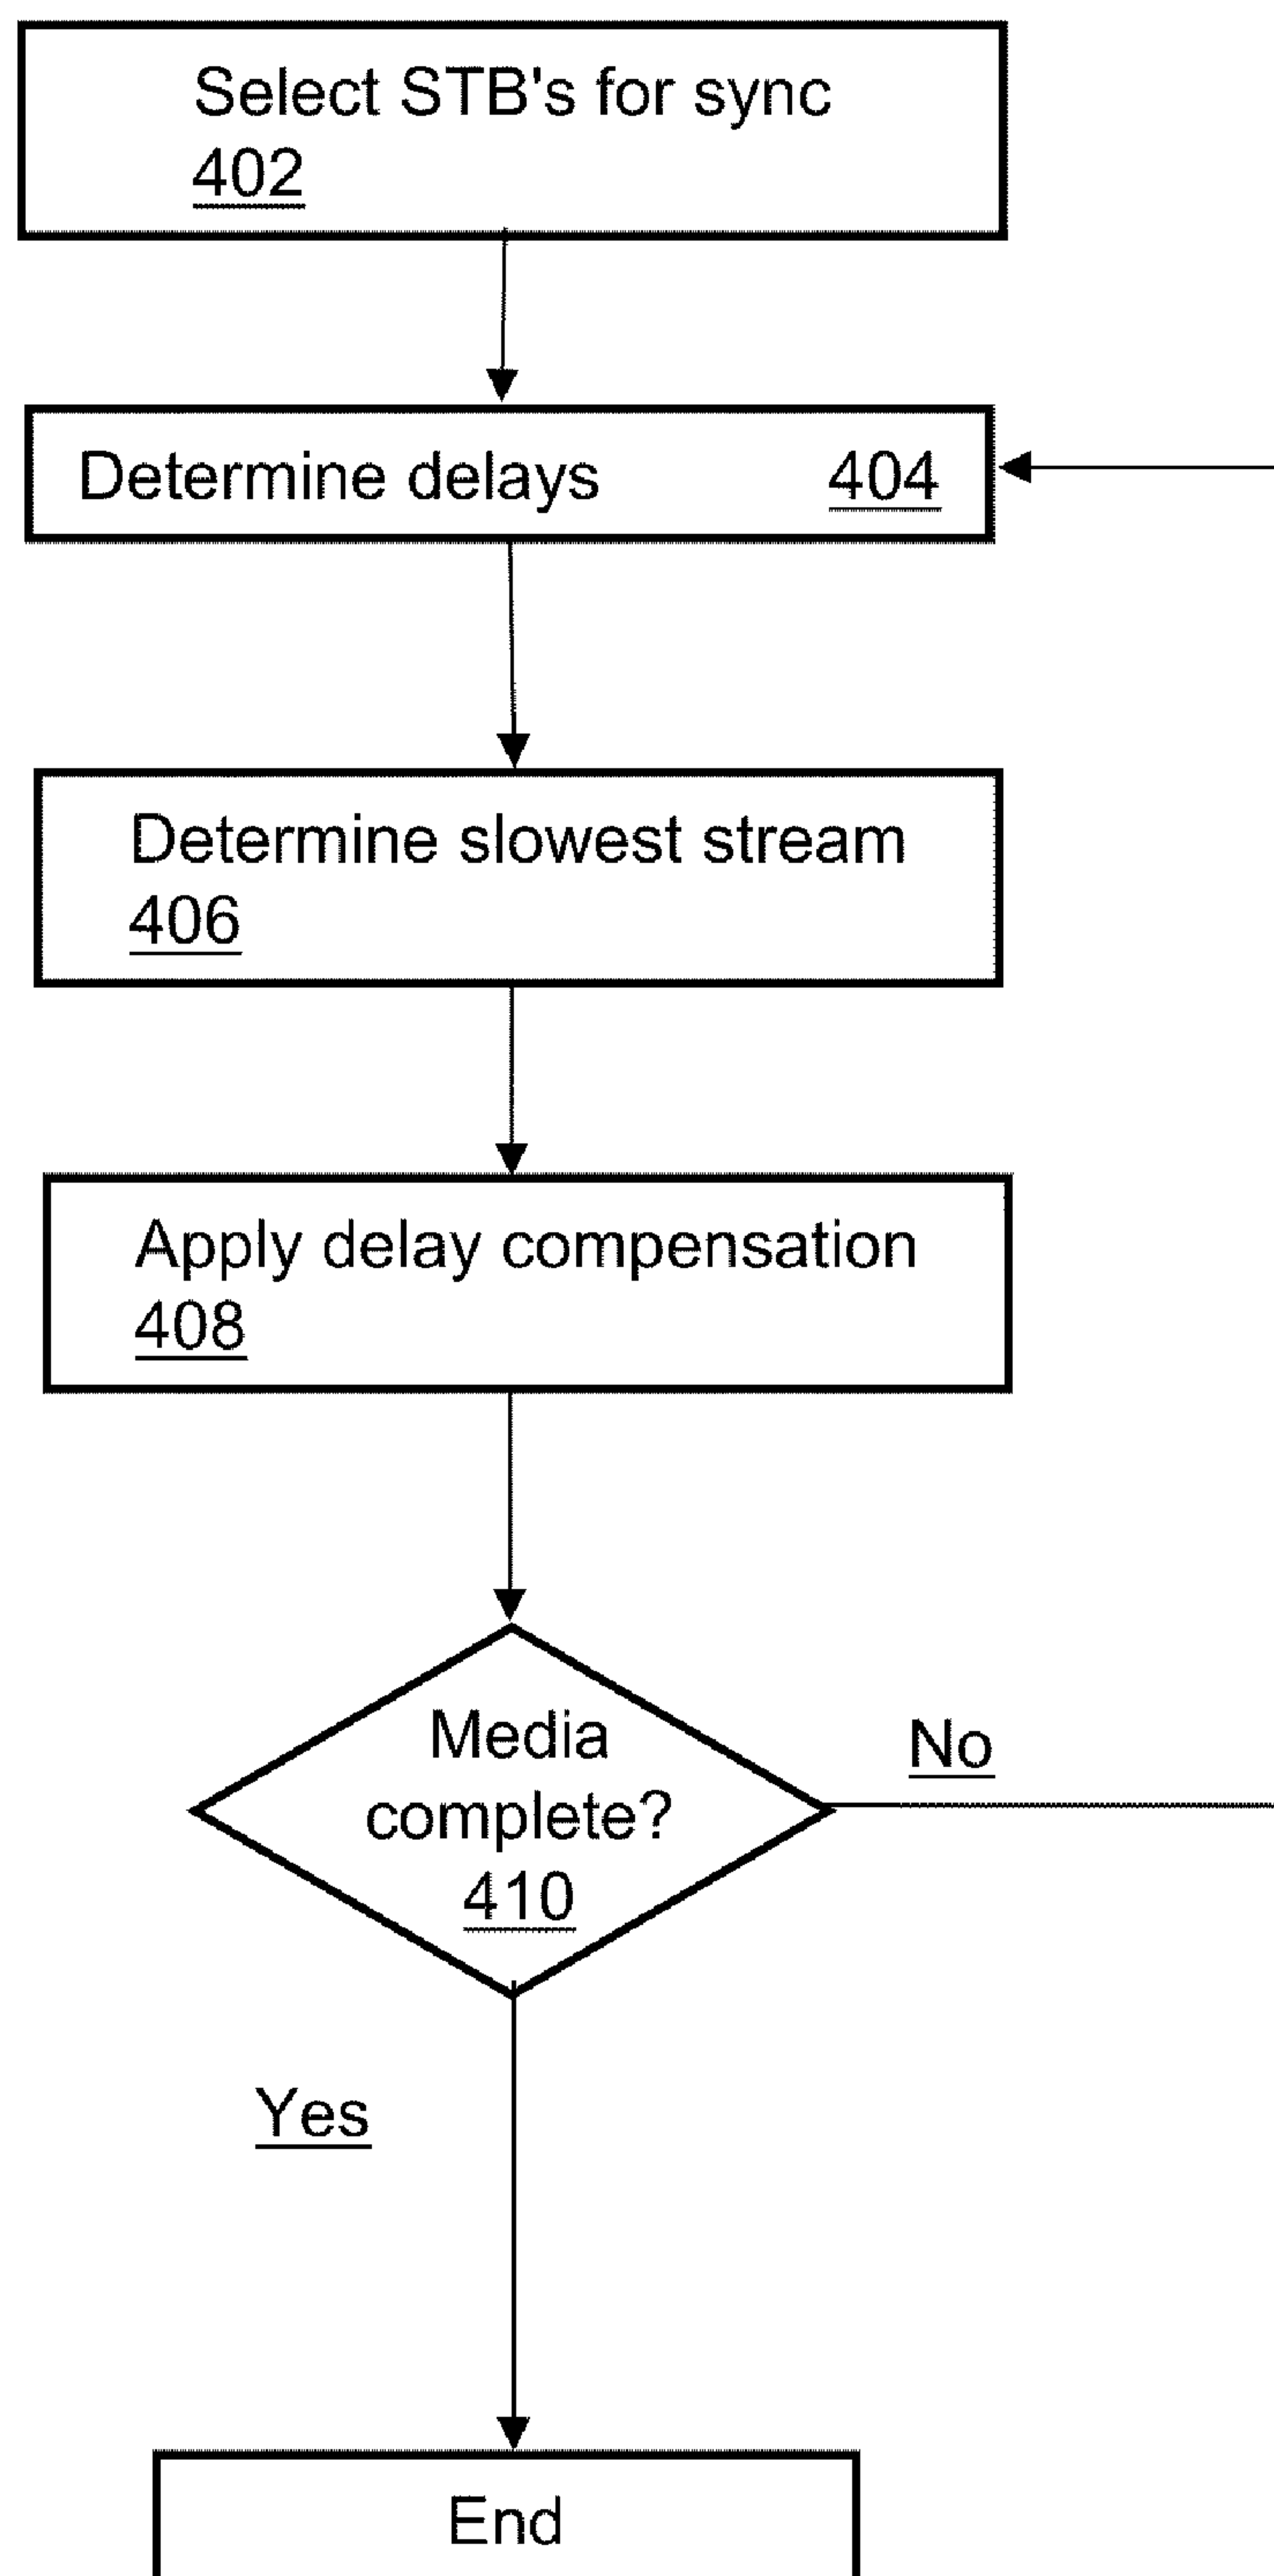 Select STB's for sync
402
Determine delays 404
Determine slowest stream
406
Apply delay compensation
408
Media
complete?
410
No
Yes
End